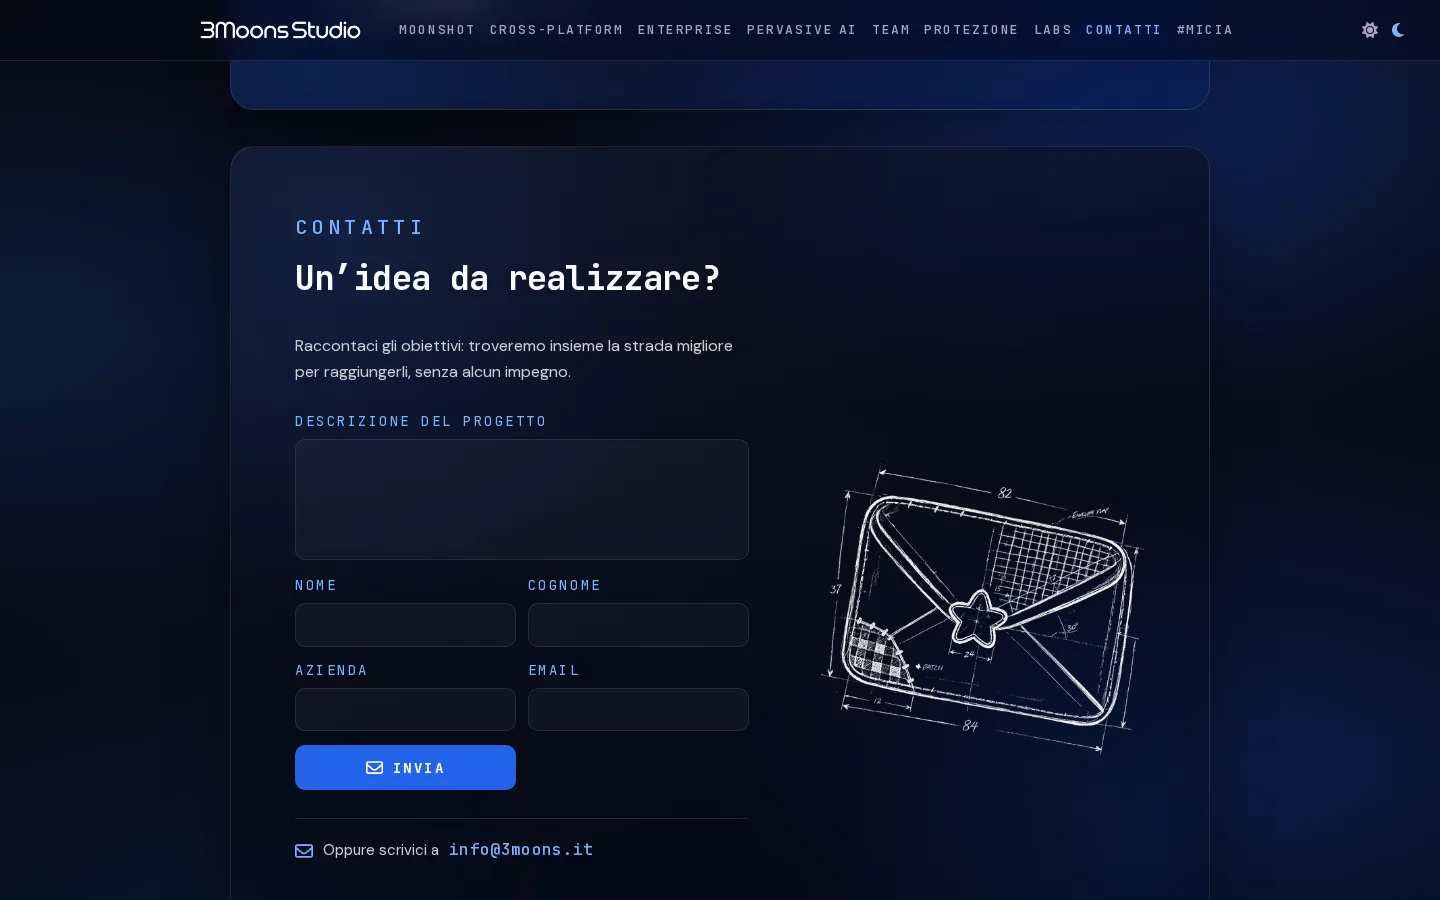 3Moons Studio
MOONSHOT CROSS-PLATFORM ENTERPRISE PERVASIVE AI TEAM PROTEZIONE LABS CONTATTI #MICIA
CONTATTI
Un’idea da realizzare?
Raccontaci gli obiettivi: troveremo insieme la strada migliore
per raggiungerli, senza alcun impegno.
DESCRIZIONE DEL PROGETTO
NOME
COGNOME
AZIENDA
EMAIL
INVIA
Oppure scrivici a info@3moons.it
82
37
30°
24
PATCH
12
84